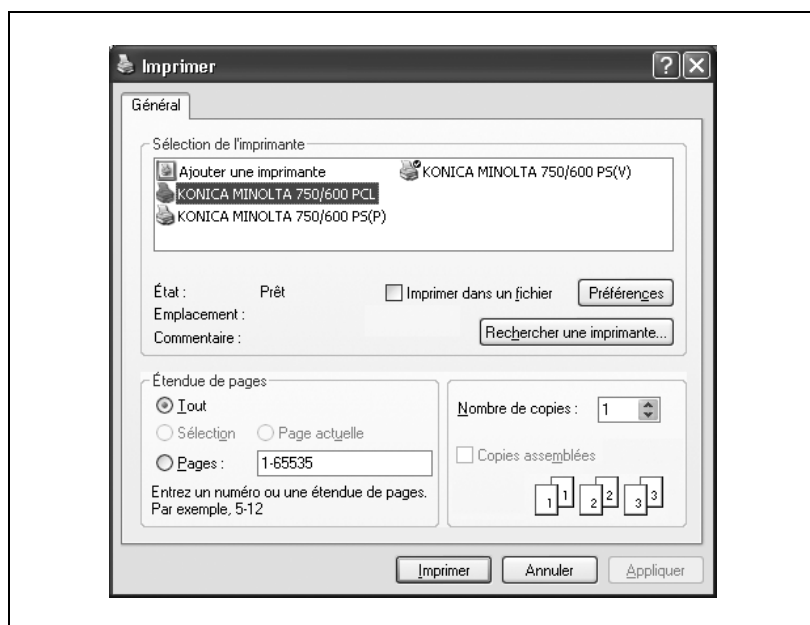 Imprimer
Général
Sélection de l'imprimante
Ajouter une imprimante
KONICA MINOLTA 750/600 PS(V)
KONICA MINOLTA 750/600 PCL
KONICA MINOLTA 750/600 PS(P)
État : Prêt
Imprimer dans un fichier
Préférences
Emplacement :
Commentaire :
Rechercher une imprimante...
Étendue de pages
Tout
Sélection
Page actuelle
Pages : 1-65535
Entrez un numéro ou une étendue de pages.
Par exemple, 5-12
Nombre de copies : 1
Copies assemblées
1 1 2 2 3 3
Imprimer
Annuler
Appliquer